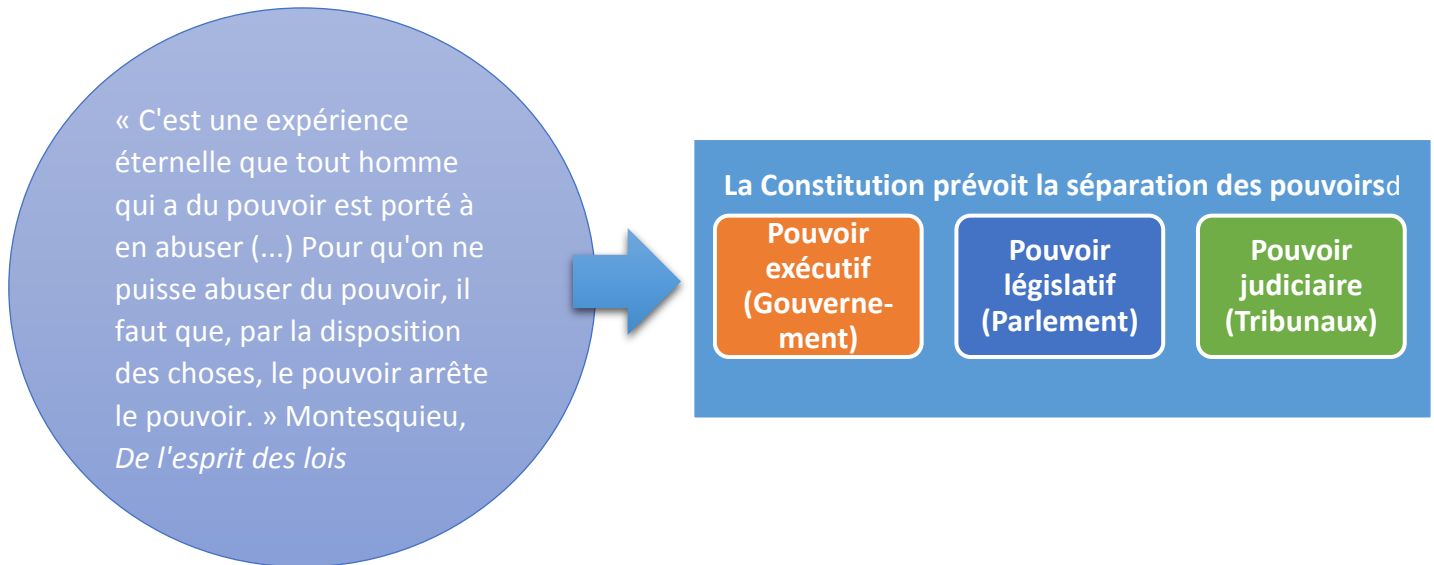 « C'est une expérience
éternelle que tout homme
qui a du pouvoir est porté à
en abuser (...) Pour qu'on ne
puisse abuser du pouvoir, il
faut que, par la disposition
des choses, le pouvoir arrête
le pouvoir. » Montesquieu,
De l'esprit des lois
La Constitution prévoit la séparation des pouvoirsd
Pouvoir
exécutif
(Gouverne-
ment)
Pouvoir
législatif
(Parlement)
Pouvoir
judiciaire
(Tribunaux)